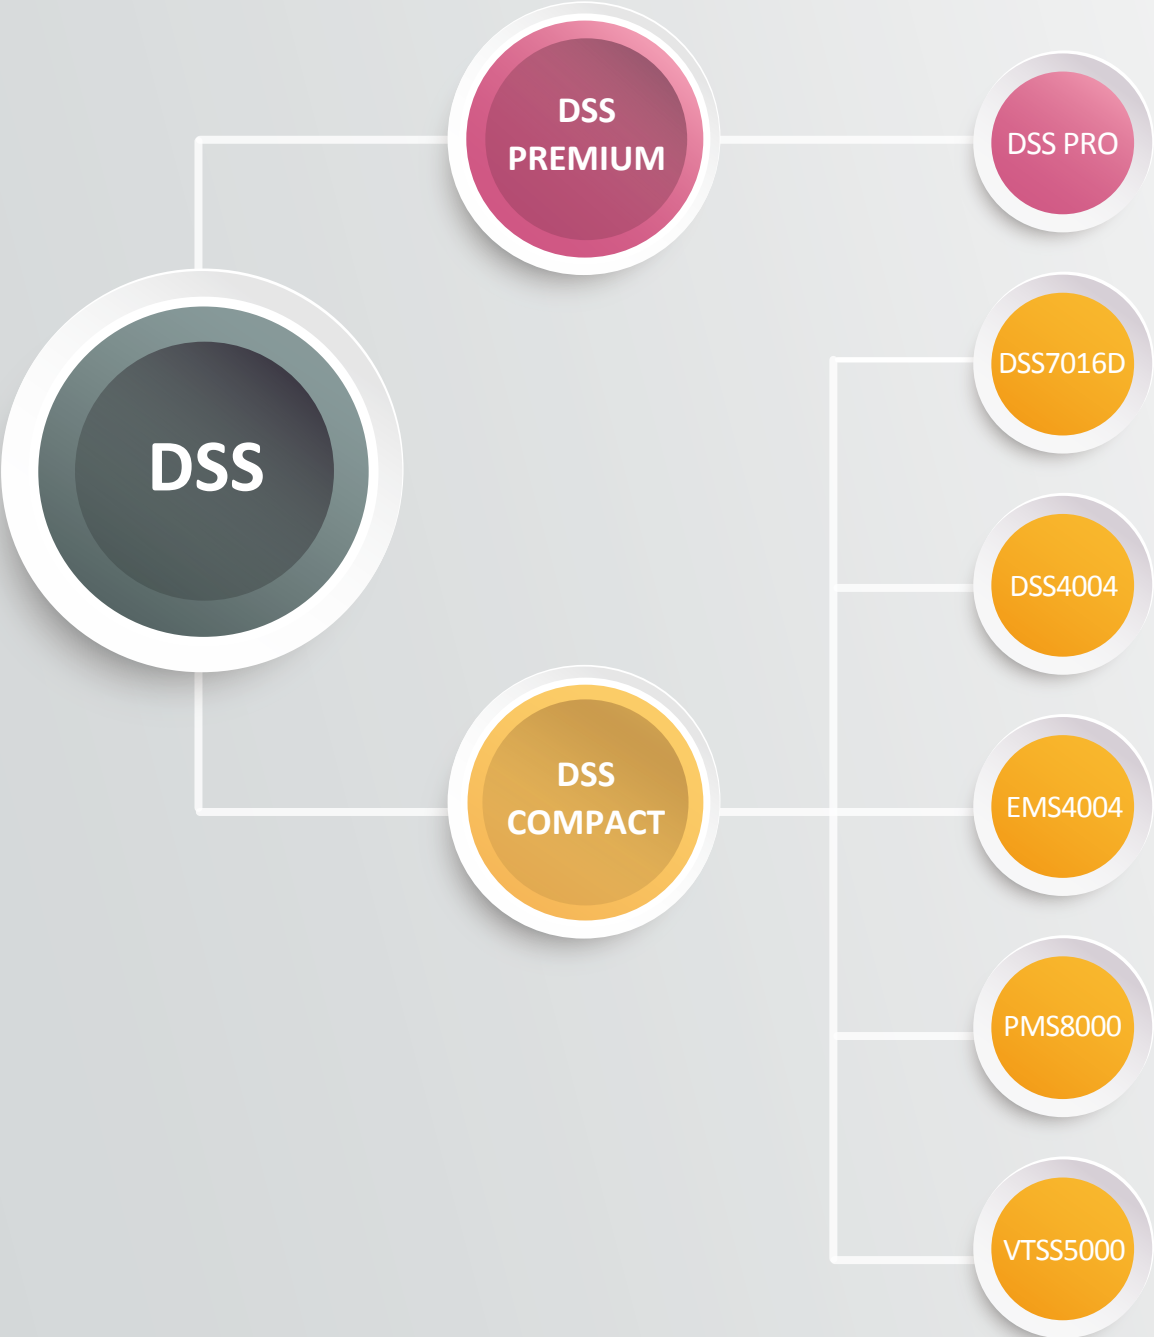 DSS
PREMIUM
DSS PRO
DSS7016D
DSS
DSS4004
DSS
COMPACT
EMS4004
PMS8000
VTSS5000